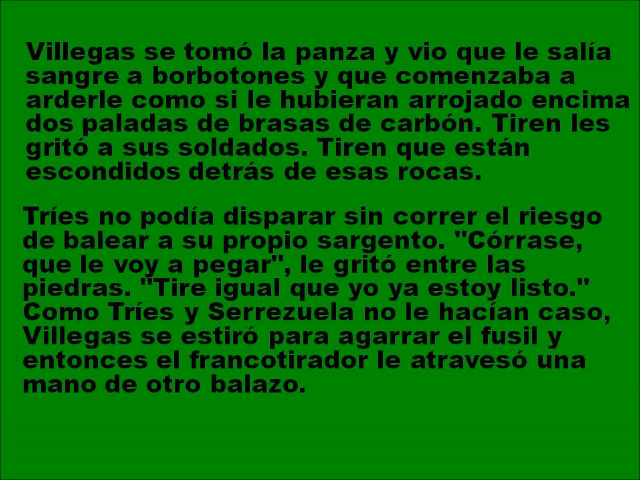 Villegas se tomó la panza y vio que le salía
sangre a borbotones y que comenzaba a
arderle como si le hubieran arrojado encima
dos paladas de brasas de carbón. Tiren les
gritó a sus soldados. Tiren que están
escondidos detrás de esas rocas.
Tríes no podía disparar sin correr el riesgo
de balear a su propio sargento. "Córrase,
que le voy a pegar", le gritó entre las
piedras. "Tire igual que yo ya estoy listo."
Como Tríes y Serrezuela no le hacían caso,
Villegas se estiró para agarrar el fusil y
entonces el francotirador le atravesó una
mano de otro balazo.